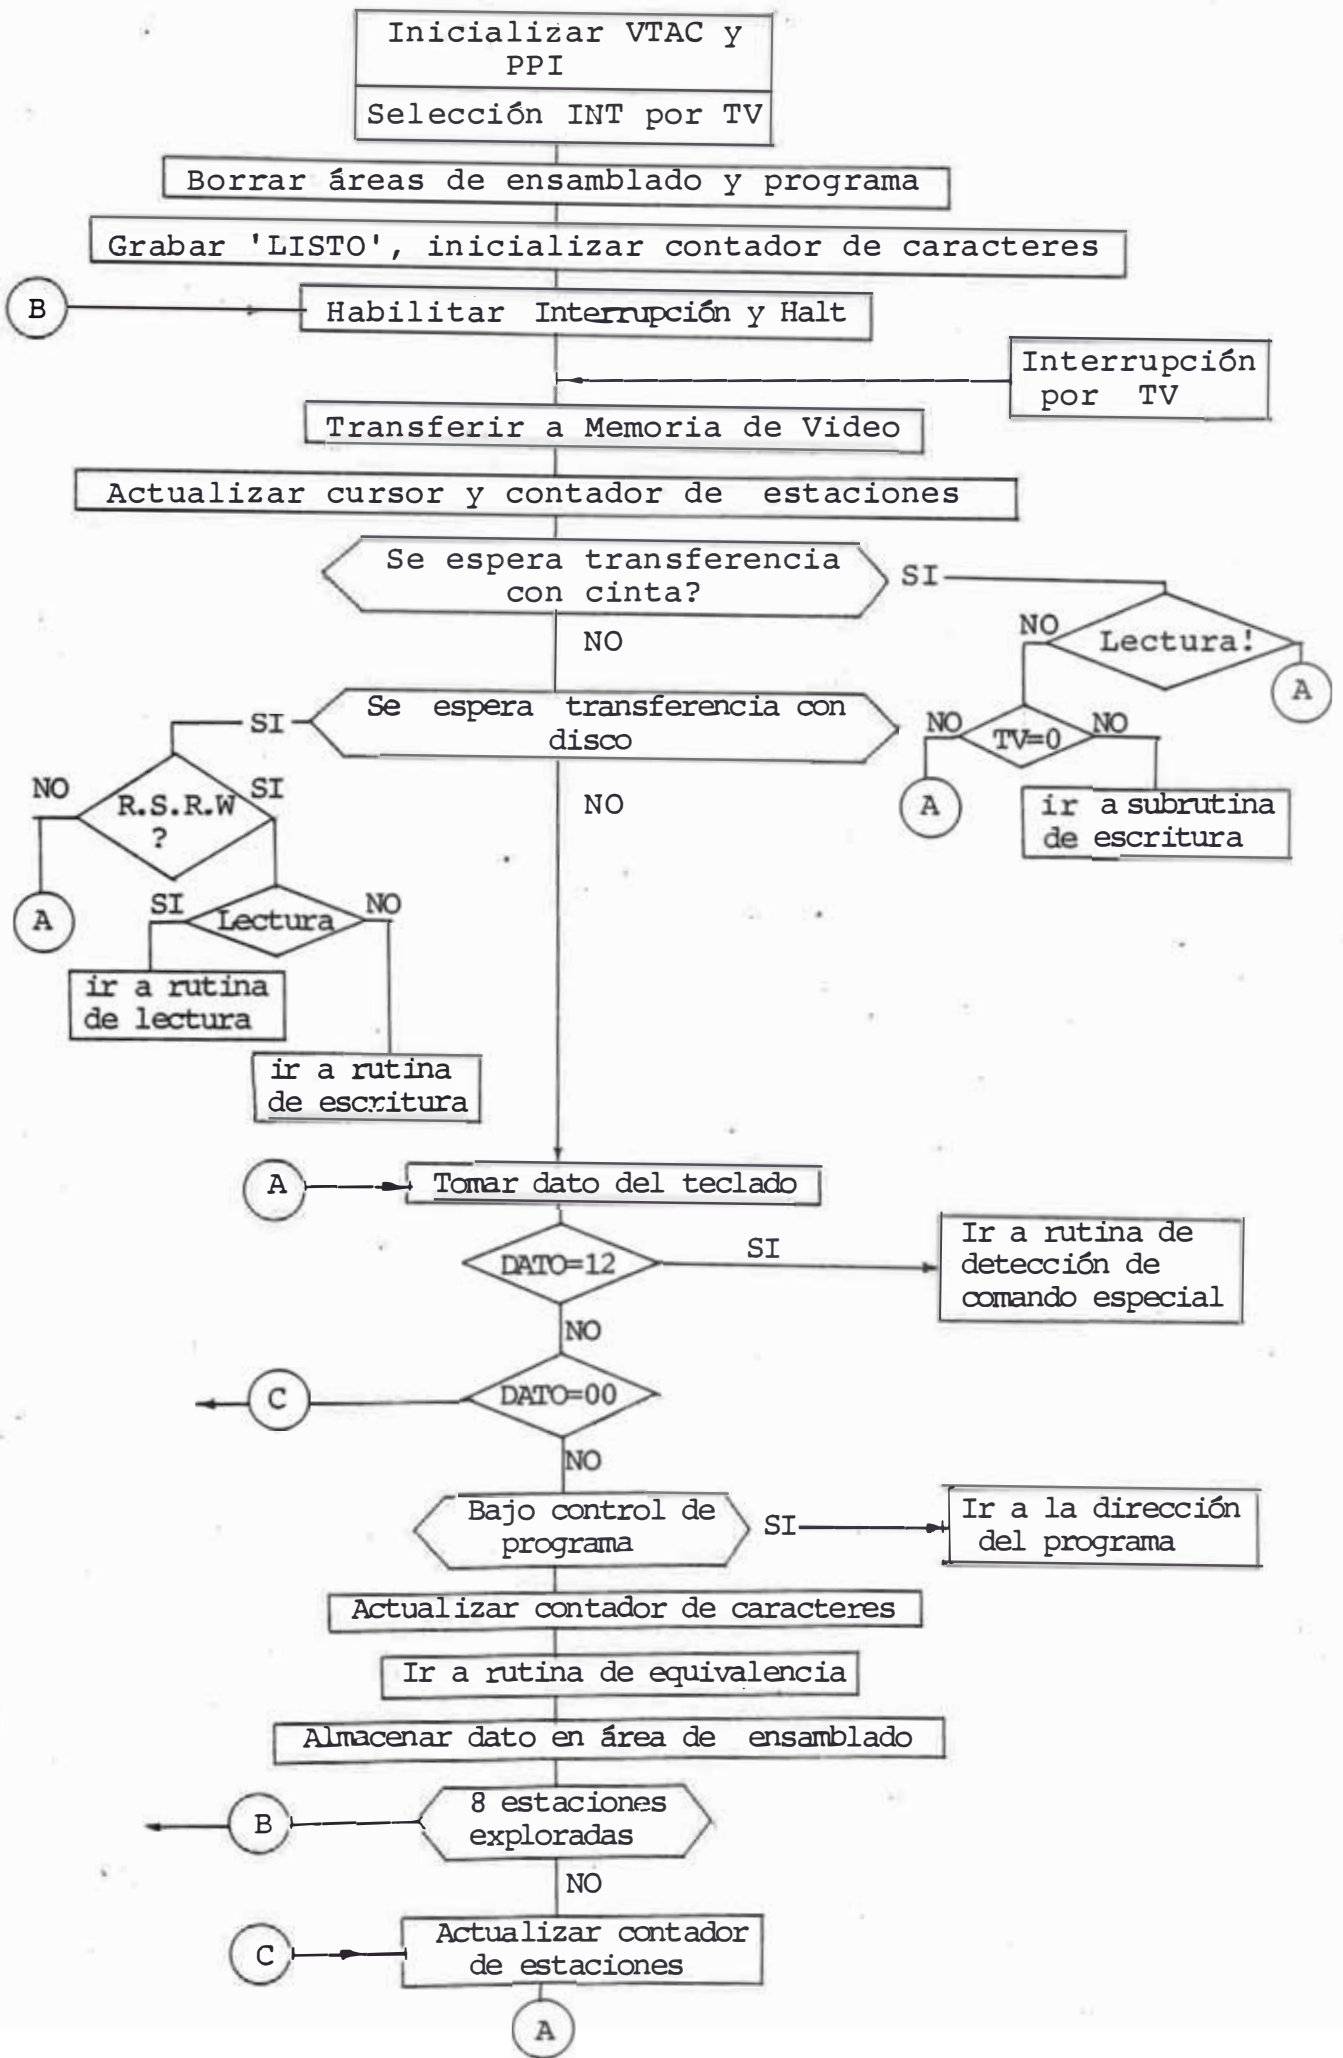 Inicializar VTAC y
PPI
Selección INT por TV
Borrar áreas de ensamblado y programa
Grabar 'LISTO', inicializar contador de caracteres
B
Habilitar Interrupción y Halt
Interrupción
por TV
Transferir a Memoria de Video
Actualizar cursor y contador de estaciones
Se espera transferencia
con cinta?
SI
NO
NO
Lectura!
A
Se espera transferencia con
disco
SI
NO
TV=0
NO
A
ir a subrutina
de escritura
NO
NO
R.S.R.W
?
SI
A
SI
Lectura
NO
ir a rutina
de lectura
ir a rutina
de escritura
A
Tomar dato del teclado
DATO=12
SI
Ir a rutina de
detección de
comando especial
NO
C
DATO=00
NO
Bajo control de
programa
SI
Ir a la dirección
del programa
Actualizar contador de caracteres
Ir a rutina de equivalencia
Almacenar dato en área de ensamblado
B
8 estaciones
exploradas
NO
C
Actualizar contador
de estaciones
A